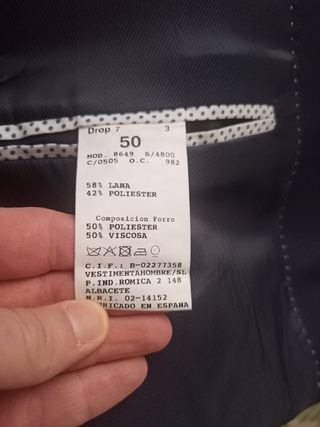 Drop 7 3
50
MOD. 8649 S/4800
C/0505 O.C. 982
58% LANA
42% POLIESTER
Composicion Forro
50% POLIESTER
50% VISCOSA
C.I.F.: B-02277358
VESTIMENTAHOMBRE/SL
P.IND.ROMICA 2 148
ALBACETE
N.R.I. 02-14152
FABRICADO EN ESPAÑA